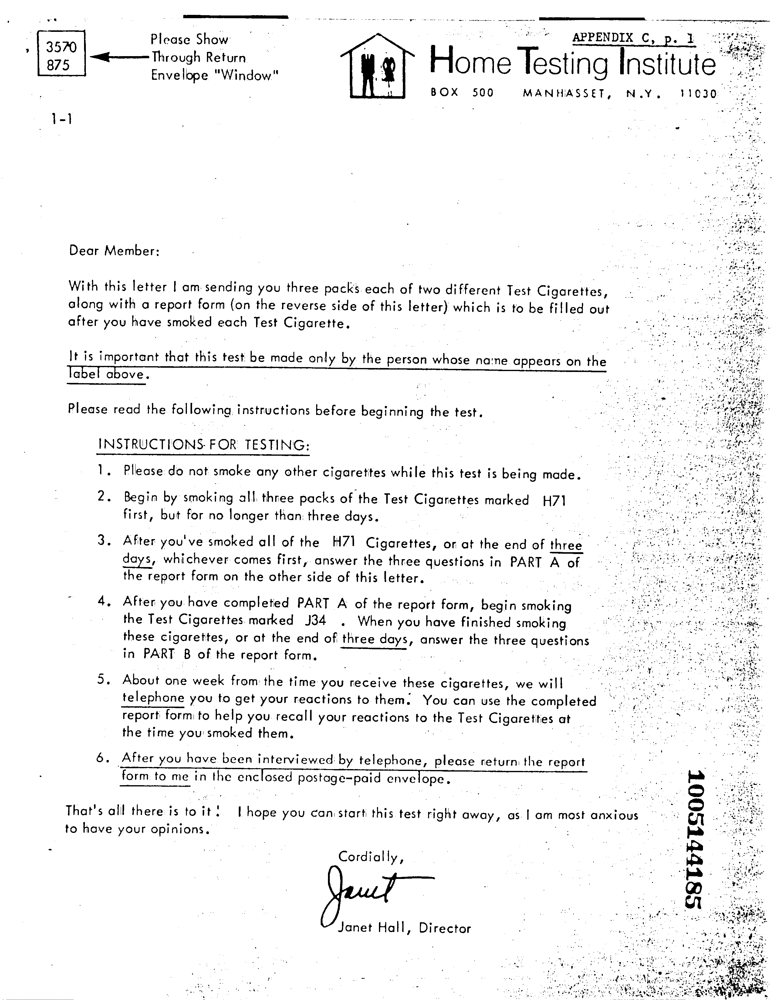 APPENDIX C, p. 1
3570
875
Please Show
Through Return
Envelope "Window"
Home Testing Institute
BOX 500 MANHASSET, N.Y. 11030
1-1
Dear Member:
With this letter I am sending you three packs each of two different Test Cigarettes,
along with a report form (on the reverse side of this letter) which is to be filled out
after you have smoked each Test Cigarette.
It is important that this test be made only by the person whose name appears on the
label above.
Please read the following instructions before beginning the test.
INSTRUCTIONS FOR TESTING:
1. Please do not smoke any other cigarettes while this test is being made.
2. Begin by smoking all three packs of the Test Cigarettes marked H71
first, but for no longer than three days.
3. After you've smoked all of the H71 Cigarettes, or at the end of three
days, whichever comes first, answer the three questions in PART A of
the report form on the other side of this letter.
4. After you have completed PART A of the report form, begin smoking
the Test Cigarettes marked J34 . When you have finished smoking
these cigarettes, or at the end of three days, answer the three questions
in PART B of the report form.
5. About one week from the time you receive these cigarettes, we will
telephone you to get your reactions to them. You can use the completed
report form to help you recall your reactions to the Test Cigarettes at
the time you smoked them.
6. After you have been interviewed by telephone, please return the report
form to me in the enclosed postage-paid envelope.
That's all there is to it! I hope you can start this test right away, as I am most anxious
to have your opinions.
Cordially,
Janet
Janet Hall, Director
1005144185